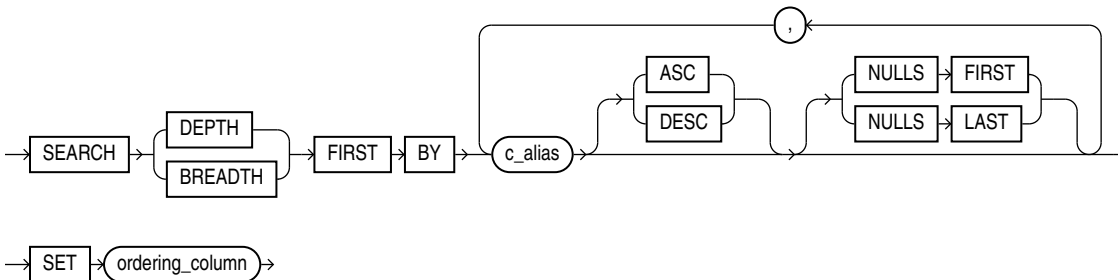 ,
ASC NULLS FIRST
DEPTH DESC NULLS LAST
SEARCH FIRST BY c_alias
BREADTH
SET ordering_column